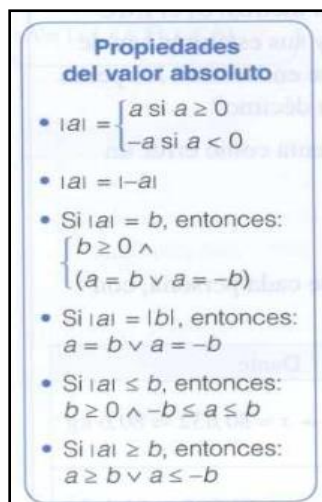 Propiedades
del valor absoluto
• |a| = { a si a ≥ 0
−a si a < 0
• |a| = |−a|
• Si |a| = b, entonces:
{ b ≥ 0 ∧
(a = b ∨ a = −b)
• Si |a| = |b|, entonces:
a = b ∨ a = −b
• Si |a| ≤ b, entonces:
b ≥ 0 ∧ −b ≤ a ≤ b
• Si |a| ≥ b, entonces:
a ≥ b ∨ a ≤ −b